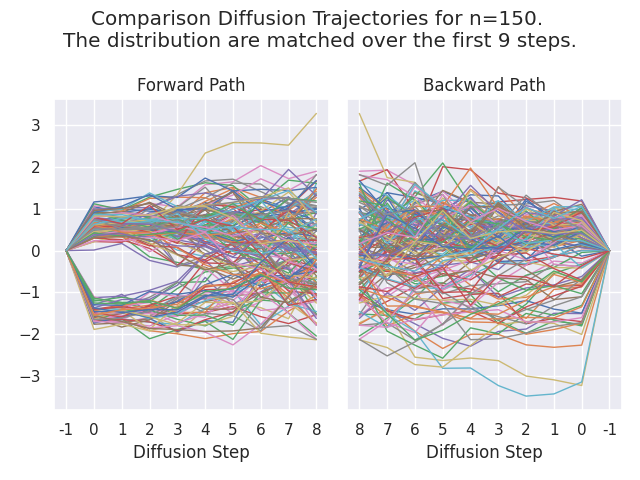 Comparison Diffusion Trajectories for n=150.
The distribution are matched over the first 9 steps.
Forward Path
Backward Path
3
2
1
0
−1
−2
−3
-1 0 1 2 3 4 5 6 7 8
8 7 6 5 4 3 2 1 0 -1
Diffusion Step
Diffusion Step